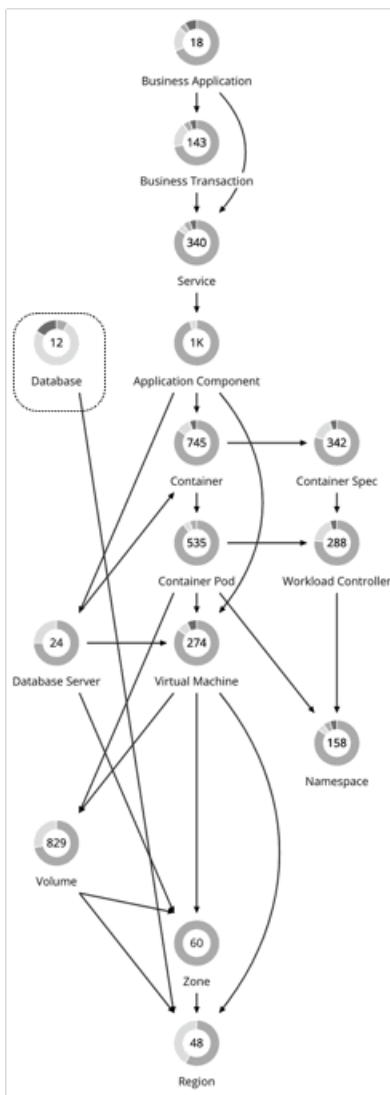 18
Business Application
143
Business Transaction
340
Service
12
Database
1K
Application Component
745
Container
342
Container Spec
535
Container Pod
288
Workload Controller
24
Database Server
274
Virtual Machine
158
Namespace
829
Volume
60
Zone
48
Region